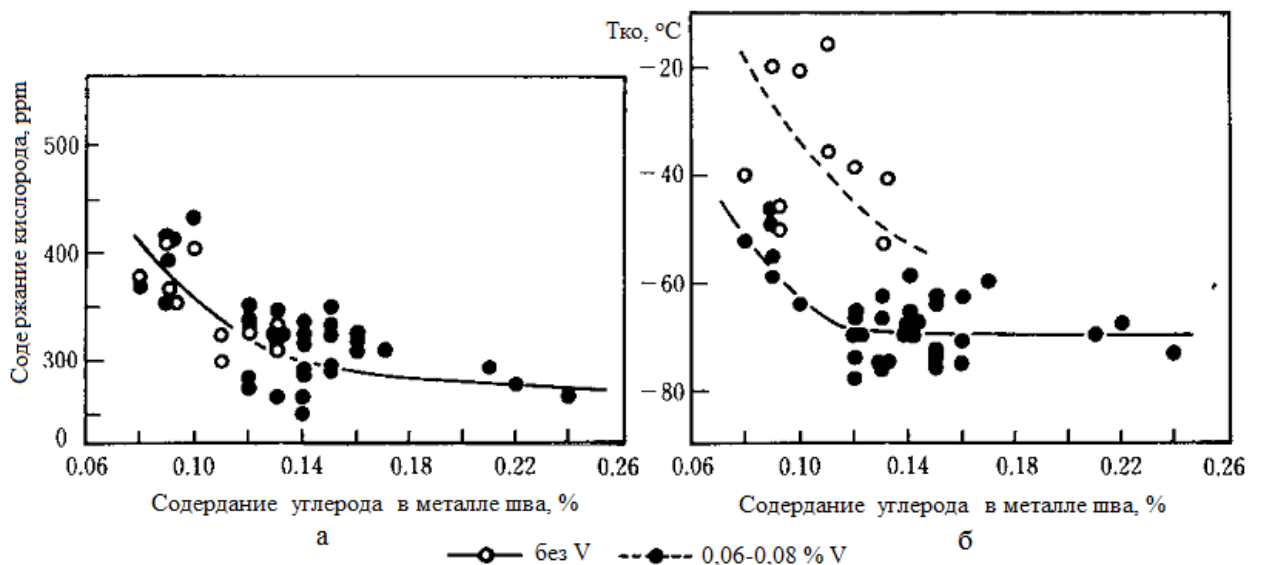 Содержание кислорода, ppm
500
400
300
0
0.06 0.10 0.14 0.18 0.22 0.26
Содердание углерода в металле шва, %
а
Тко, °С
−20
−40
−60
−80
0.06 0.10 0.14 0.18 0.22 0.26
Содердание углерода в металле шва, %
б
без V 0,06-0,08 % V